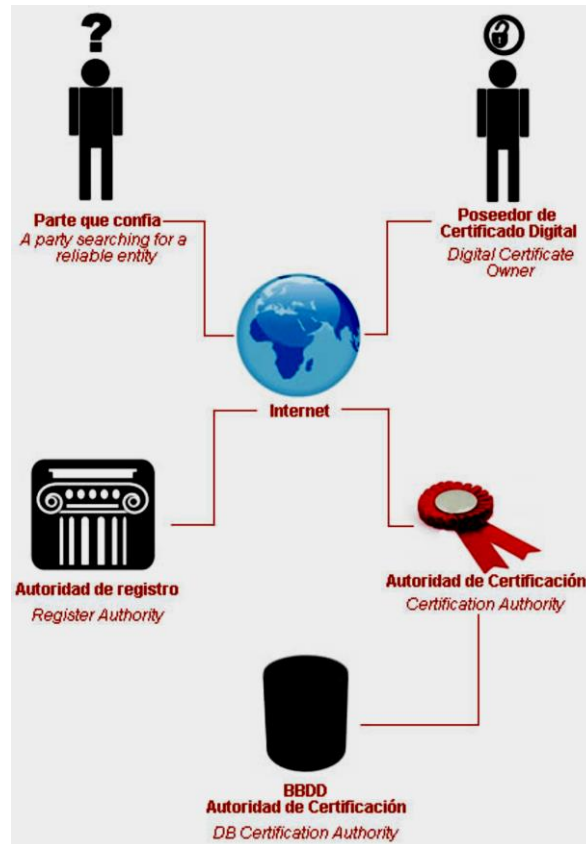 ?
Parte que confia
A party searching for a
reliable entity
Poseedor de
Certificado Digital
Digital Certificate
Owner
Internet
Autoridad de registro
Register Authority
Autoridad de Certificación
Certification Authority
BBDD
Autoridad de Certificación
DB Certification Authority